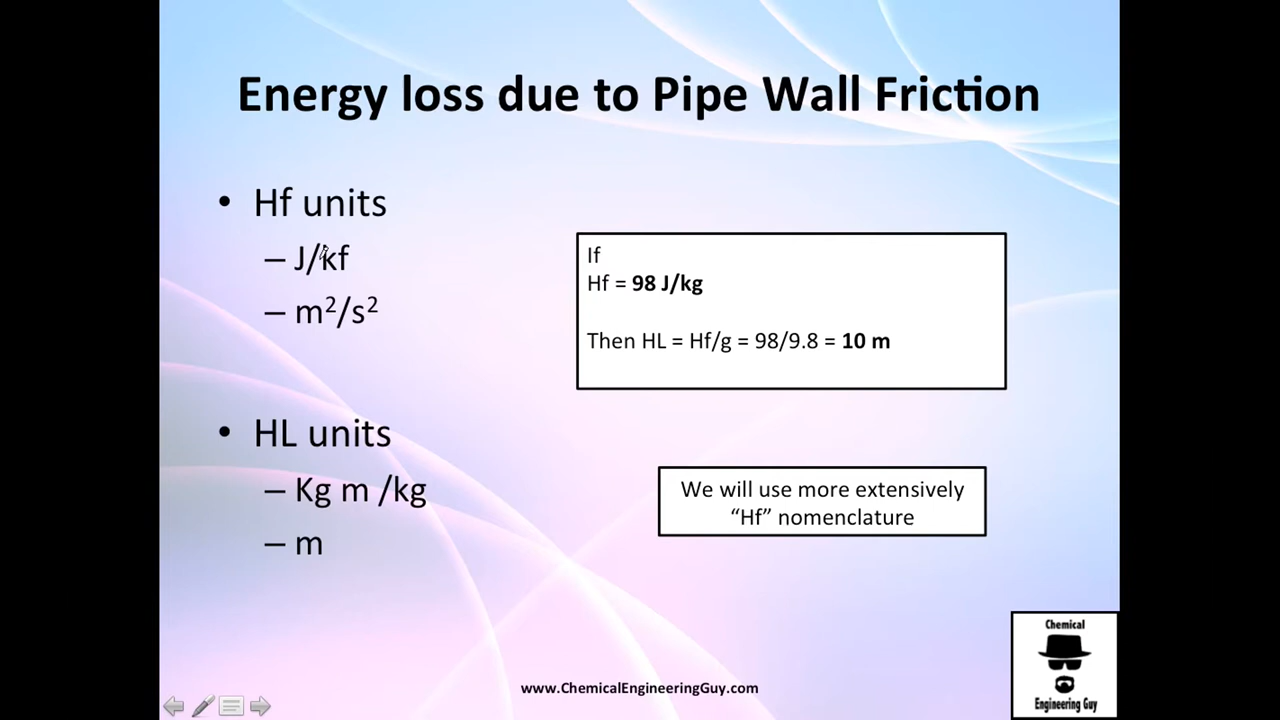 Energy loss due to Pipe Wall Friction
• Hf units
– J/kf
– m²/s²
If
Hf = 98 J/kg
Then HL = Hf/g = 98/9.8 = 10 m
• HL units
– Kg m /kg
– m
We will use more extensively
“Hf” nomenclature
www.ChemicalEngineeringGuy.com
Chemical
Engineering Guy